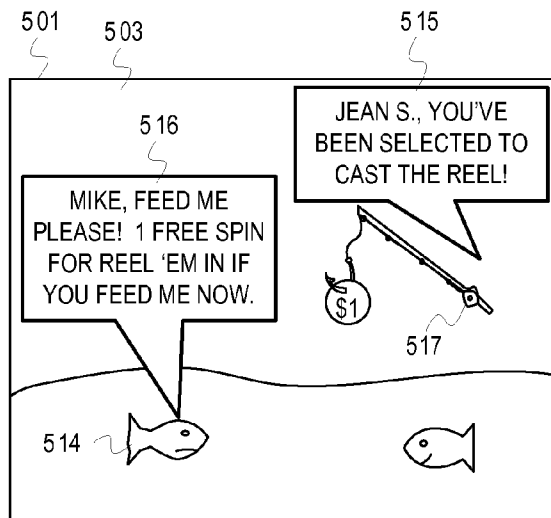 501
503
515
516
JEAN S., YOU'VE
BEEN SELECTED TO
CAST THE REEL!
MIKE, FEED ME
PLEASE!  1 FREE SPIN
FOR REEL 'EM IN IF
YOU FEED ME NOW.
$1
517
514